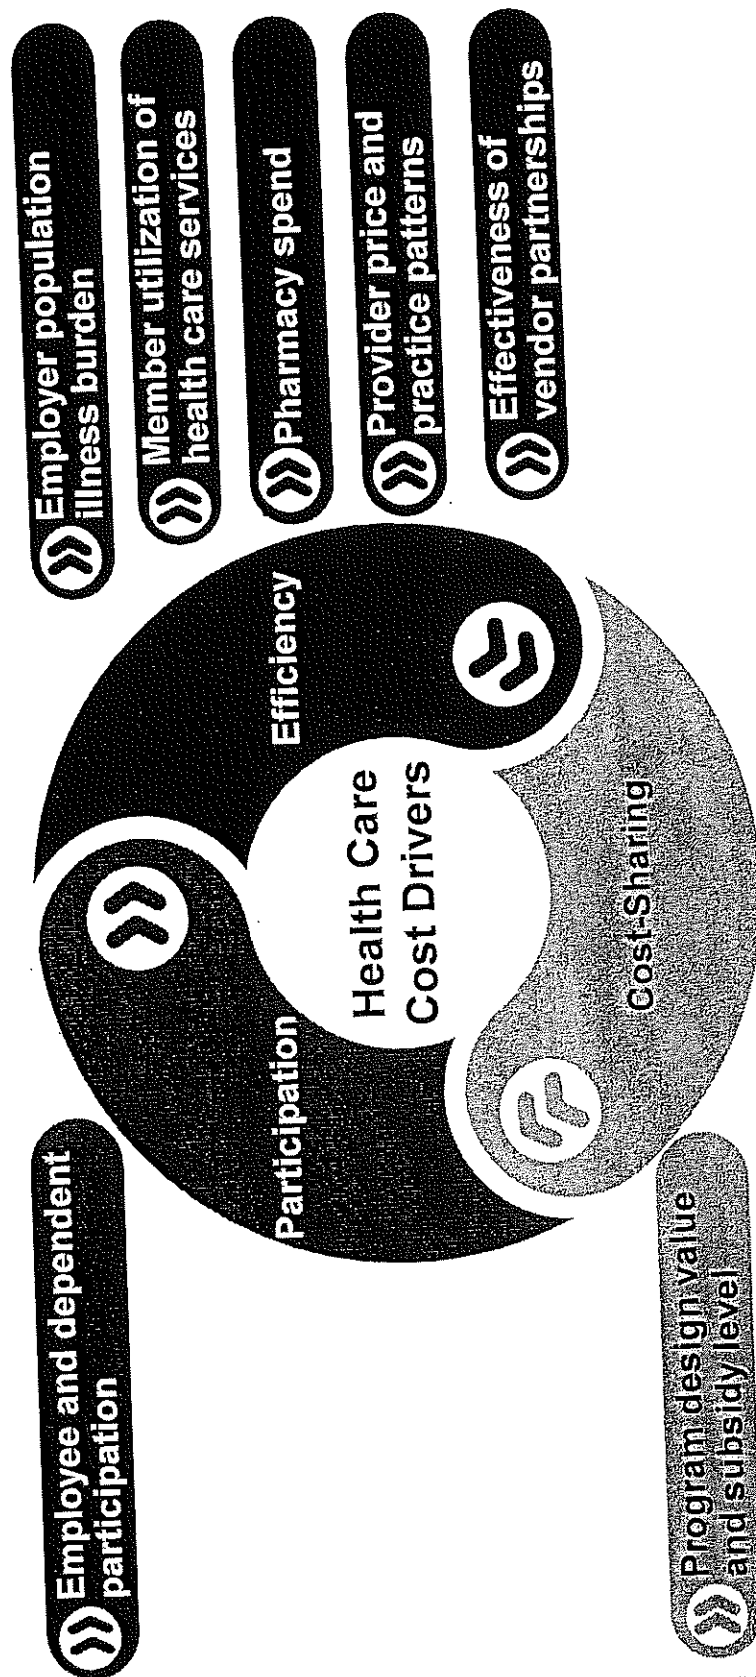 Employee and dependent
participation
Program design value
and subsidy level
Participation
Health Care
Cost Drivers
Efficiency
Cost-Sharing
Employer population
illness burden
Member utilization of
health care services
Pharmacy spend
Provider price and
practice patterns
Effectiveness of
vendor partnerships